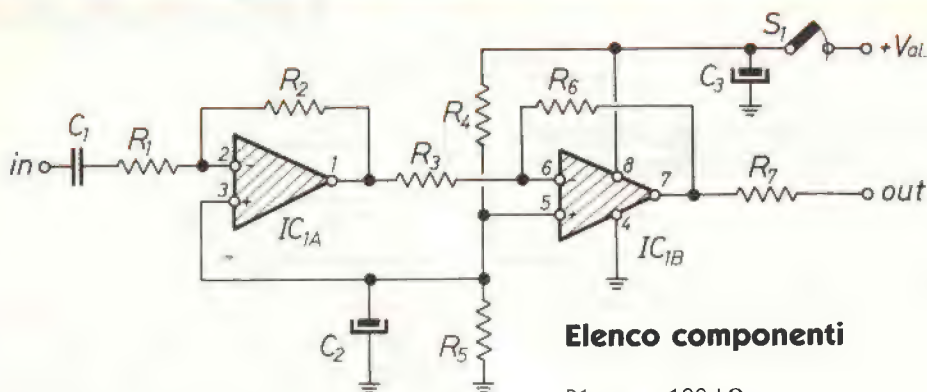 S1
+Val
C3
R2
R4
R6
C1
R1
in
2
1
R3
6
8
7
R7
3
+
5
+
out
IC1A
4
IC1B
C2
R5
Elenco componenti